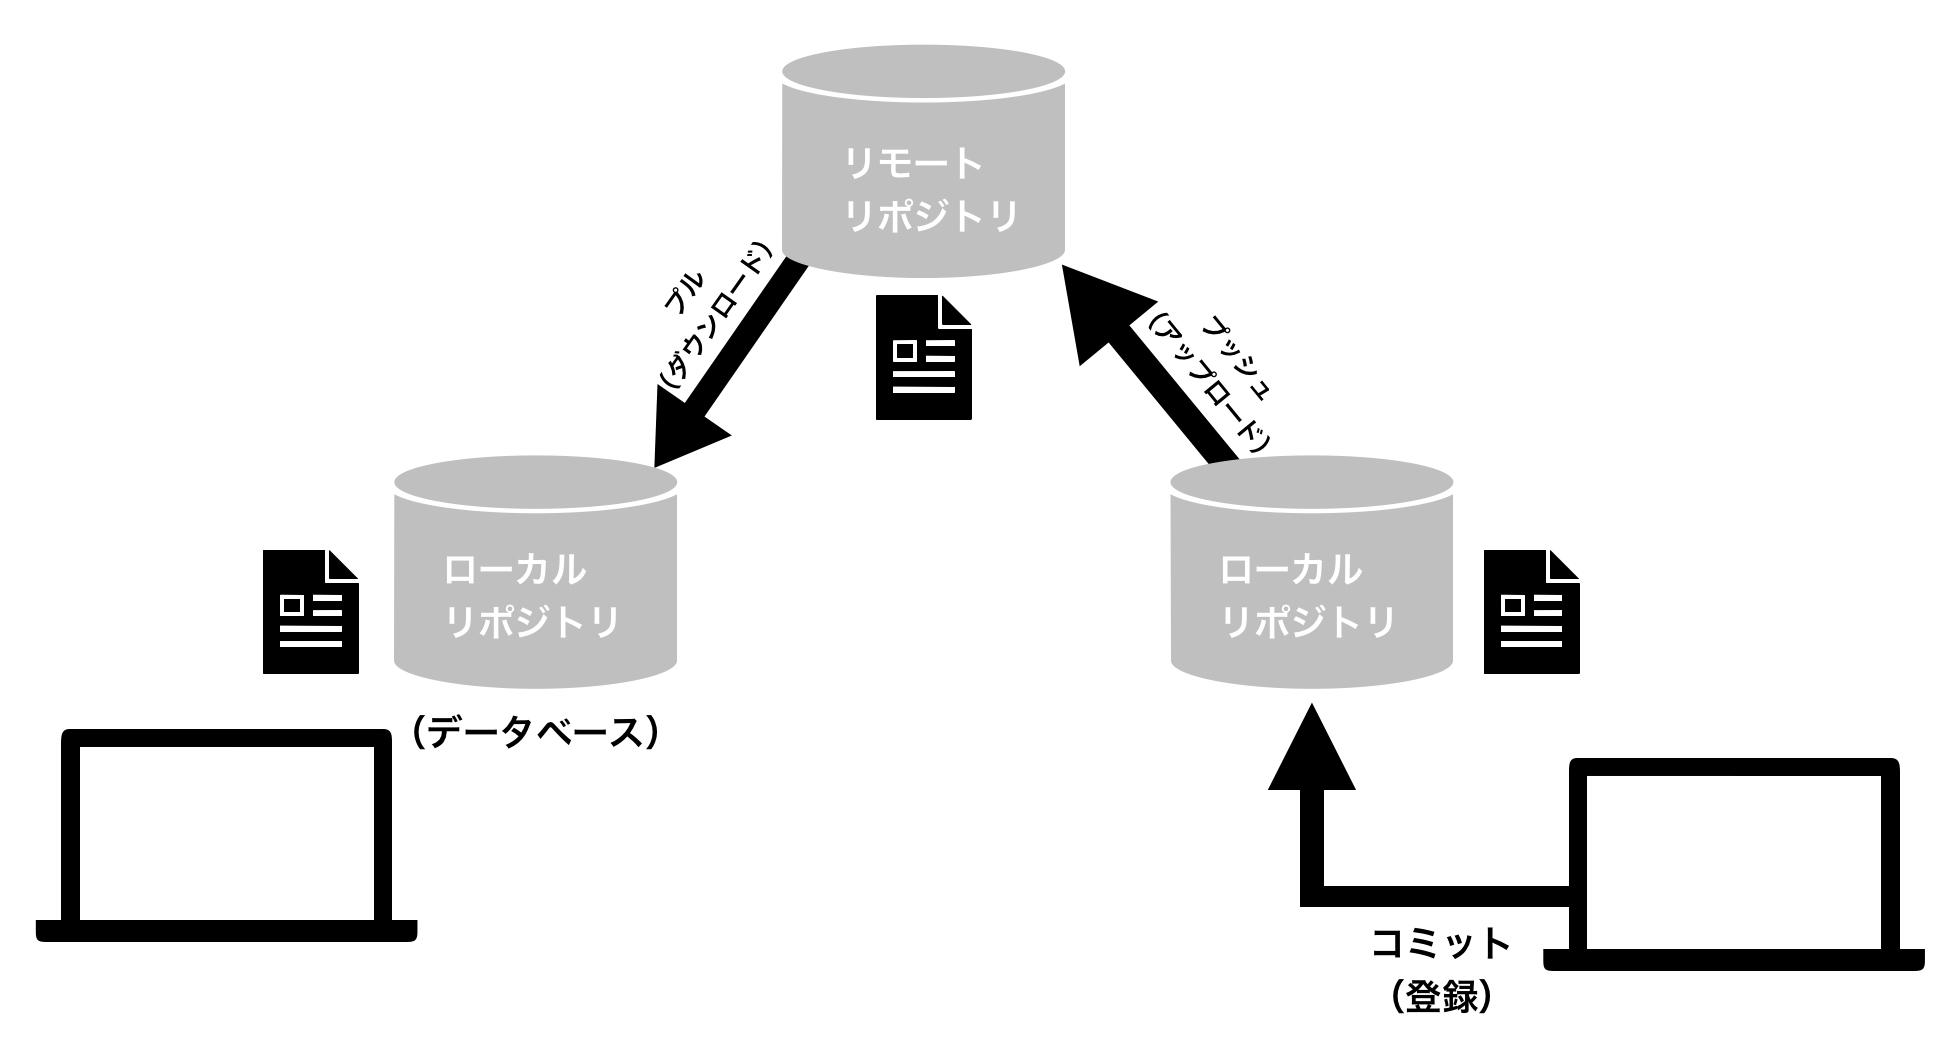 リモート
リポジトリ
プル
（ダウンロード）
プッシュ
（アップロード）
ローカル
リポジトリ
（データベース）
ローカル
リポジトリ
コミット
（登録）